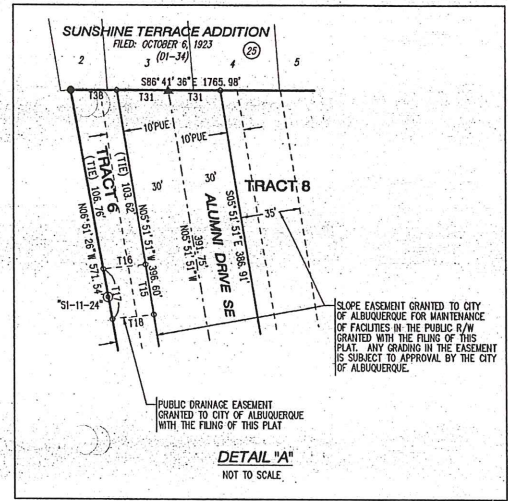 SUNSHINE TERRACE ADDITION
FILED: OCTOBER 6, 1923
(D1-34)
25
2
3
4
5
S86°41'36"E 1765.98'
T38
T31
T31
10'PUE
10'PUE
TRACT 6
(TIE) 106.76'
N06°51'26"W 571.54'
(TIE) 103.62'
N05°51'51"W 396.60'
30'
30'
391.75'
N05°51'51"W
ALUMNI DRIVE SE
TRACT 8
S05°51'51"E 386.91'
35'
T16
T15
T17
T18
"S1-11-24"
SLOPE EASEMENT GRANTED TO CITY
OF ALBUQUERQUE FOR MAINTENANCE
OF FACILITIES IN THE PUBLIC R/W
GRANTED WITH THE FILING OF THIS
PLAT. ANY GRADING IN THE EASEMENT
IS SUBJECT TO APPROVAL BY THE CITY
OF ALBUQUERQUE.
PUBLIC DRAINAGE EASEMENT
GRANTED TO CITY OF ALBUQUERQUE
WITH THE FILING OF THIS PLAT
DETAIL "A"
NOT TO SCALE